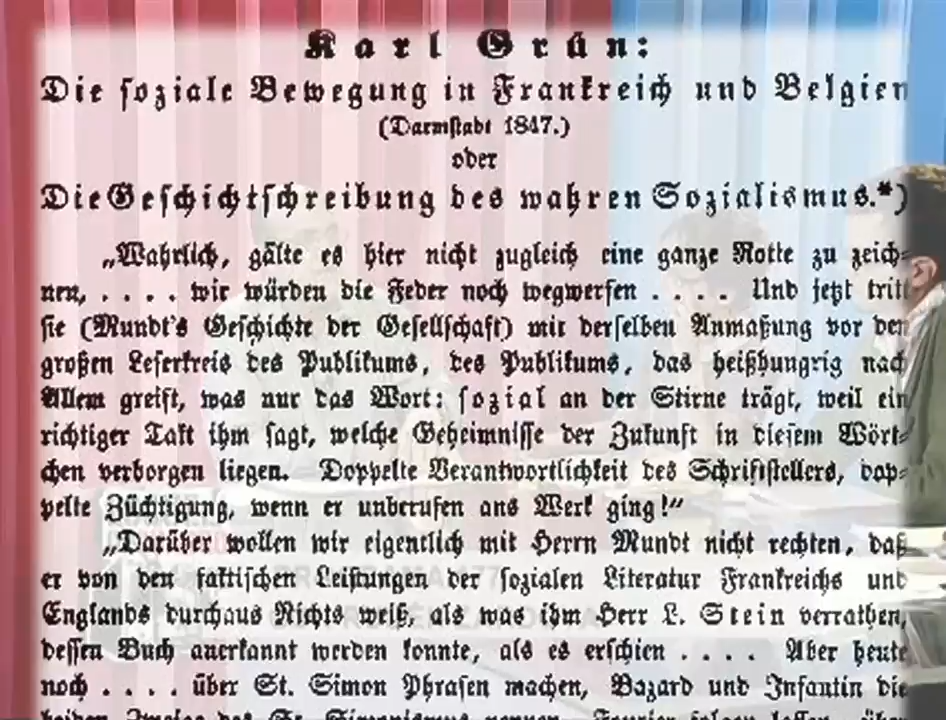 Karl Grün:
Die soziale Bewegung in Frankreich und Belgien
(Darmstadt 1847.)
oder
Die Geschichtschreibung des wahren Sozialismus.*)
„Wahrlich, gälte es hier nicht zugleich eine ganze Rotte zu zeich-
nen, . . . . wir würden die Feder noch wegwerfen . . . . Und jetzt tritt
sie (Mundt's Geschichte der Gesellschaft) mit derselben Anmaßung vor den
großen Leserkreis des Publikums, des Publikums, das heißhungrig nach
Allem greift, was nur das Wort: sozial an der Stirne trägt, weil ein
richtiger Takt ihm sagt, welche Geheimnisse der Zukunft in diesem Wört-
chen verborgen liegen. Doppelte Verantwortlichkeit des Schriftstellers, dop-
pelte Züchtigung, wenn er unberufen ans Werk ging!“
„Darüber wollen wir eigentlich mit Herrn Mundt nicht rechten, daß
er von den faktischen Leistungen der sozialen Literatur Frankreichs und
Englands durchaus Nichts weiß, als was ihm Herr L. Stein verrathen,
dessen Buch anerkannt werden konnte, als es erschien . . . . Aber heute
noch . . . . über St. Simon Phrasen machen, Bazard und Infantin die